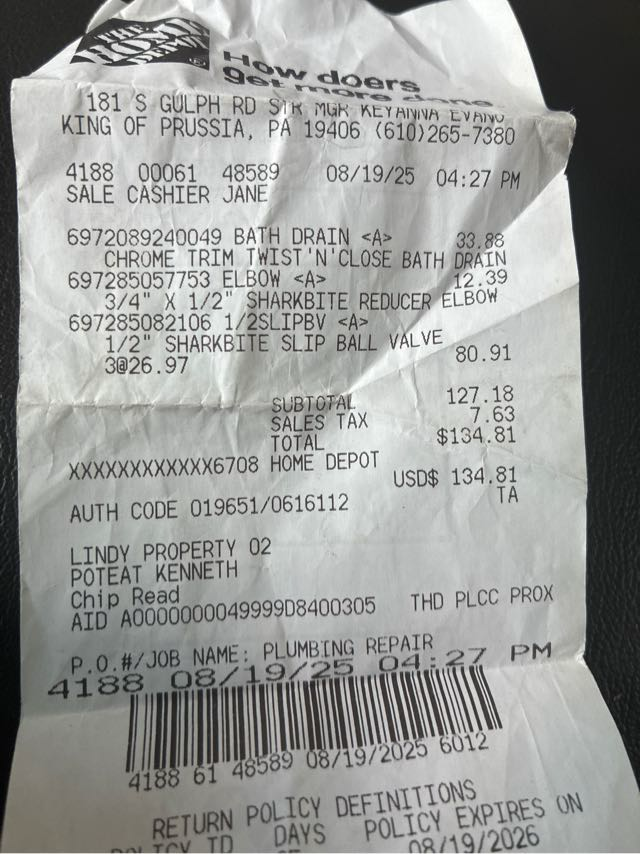 THE
HOME
DEPOT
How doers
get more done
181 S GULPH RD STR MGR KEYANNA EVANS
KING OF PRUSSIA, PA 19406 (610)265-7380
4188 00061 48589 08/19/25 04:27 PM
SALE CASHIER JANE
6972089240049 BATH DRAIN <A> 33.88
CHROME TRIM TWIST'N'CLOSE BATH DRAIN
697285057753 ELBOW <A> 12.39
3/4" X 1/2" SHARKBITE REDUCER ELBOW
697285082106 1/2SLIPBV <A>
1/2" SHARKBITE SLIP BALL VALVE
3@26.97 80.91
SUBTOTAL 127.18
SALES TAX 7.63
TOTAL $134.81
XXXXXXXXXXXX6708 HOME DEPOT
USD$ 134.81
AUTH CODE 019651/0616112 TA
LINDY PROPERTY 02
POTEAT KENNETH
Chip Read
AID A0000000049999D8400305 THD PLCC PROX
P.O.#/JOB NAME: PLUMBING REPAIR
4188 08/19/25 04:27 PM
4188 61 48589 08/19/2025 6012
RETURN POLICY DEFINITIONS
POLICY ID DAYS POLICY EXPIRES ON
08/19/2026